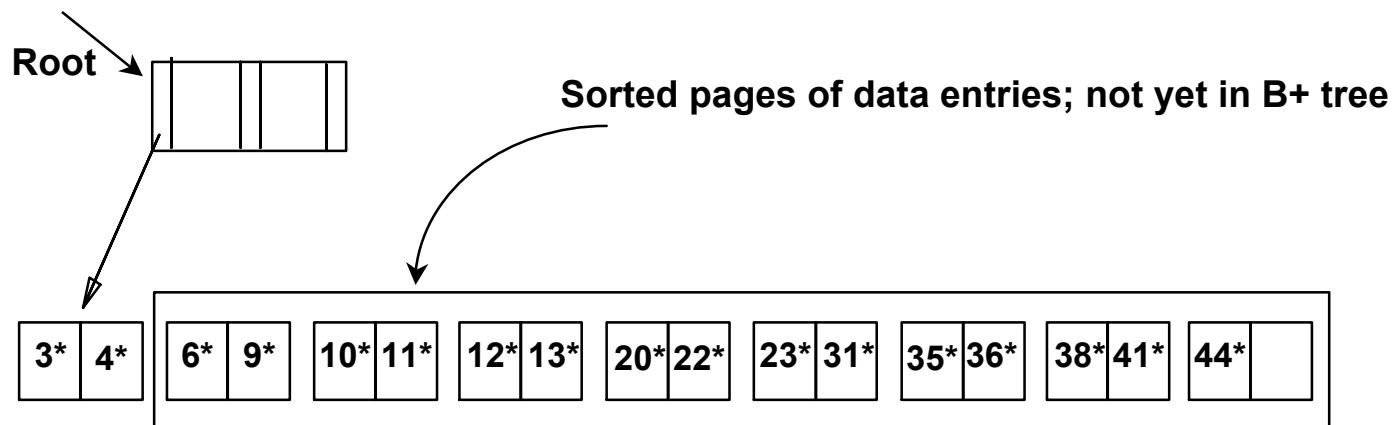 Root
Sorted pages of data entries; not yet in B+ tree
3* 4* 6* 9* 10* 11* 12* 13* 20* 22* 23* 31* 35* 36* 38* 41* 44*